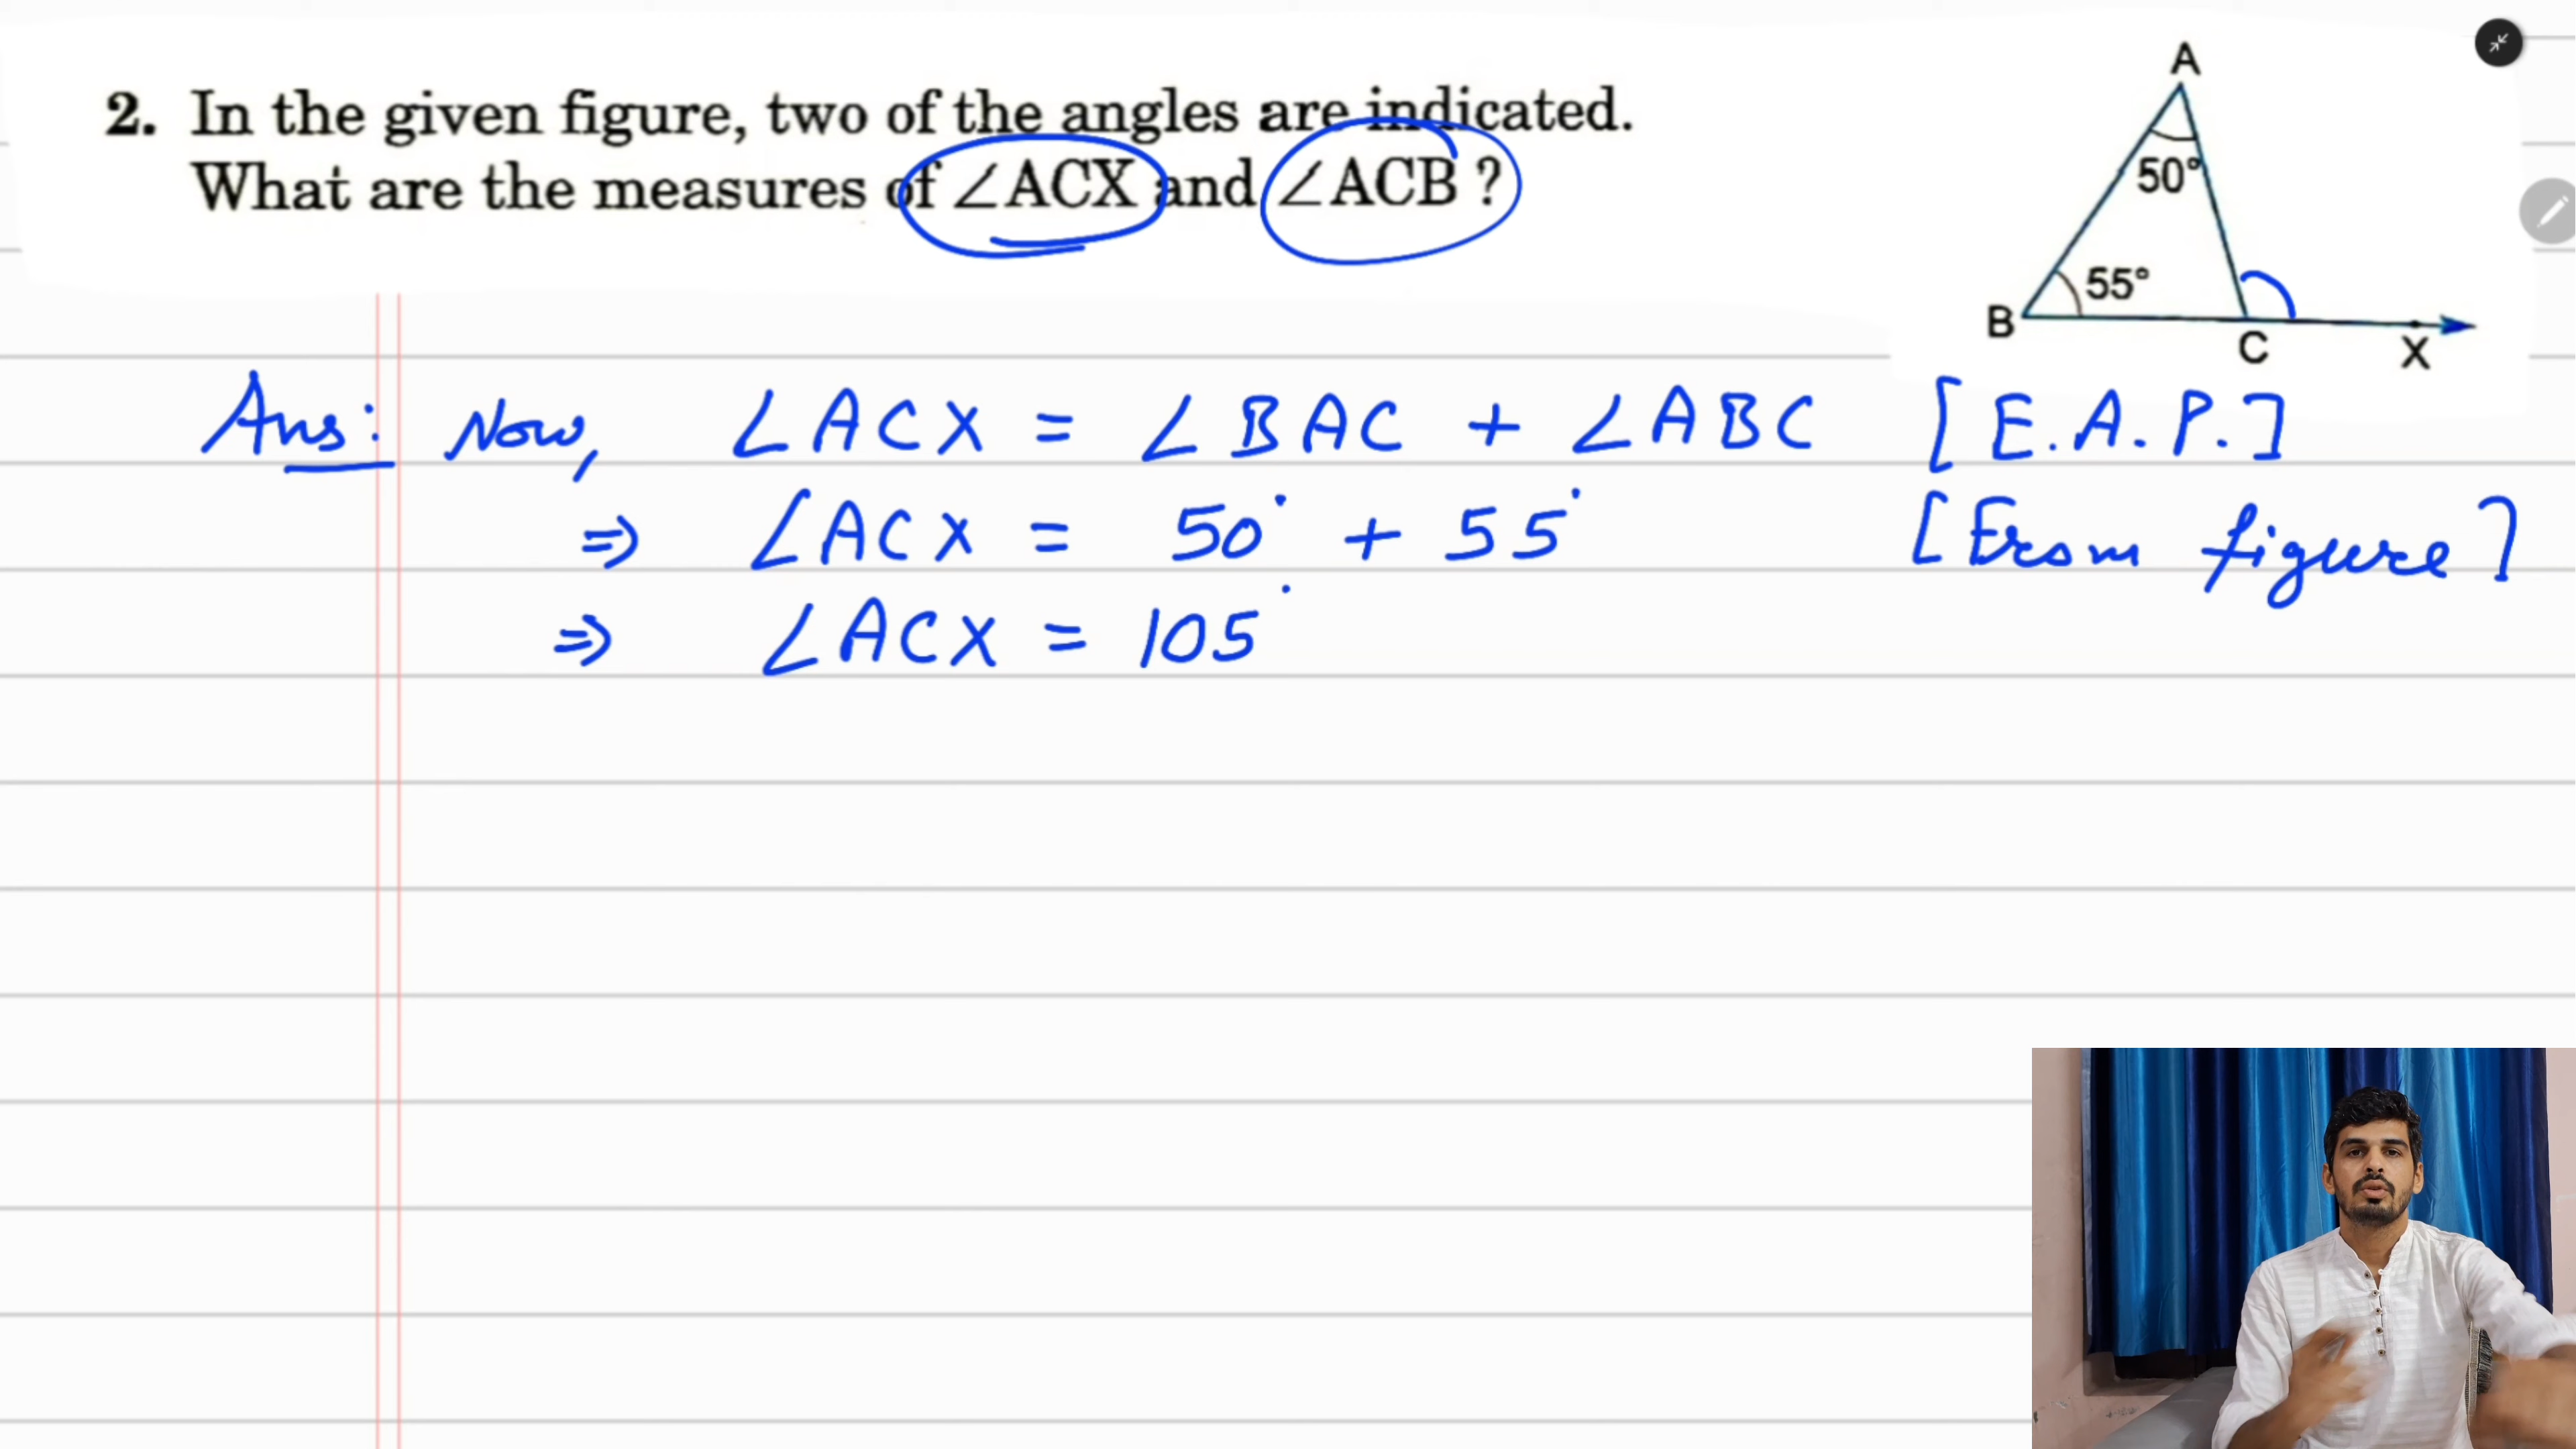 2. In the given figure, two of the angles are indicated.
What are the measures of ∠ACX and ∠ACB ?
A
50°
55°
B
C
X
Ans: Now, ∠ACX = ∠BAC + ∠ABC [E.A.P.]
⇒ ∠ACX = 50° + 55° [From figure]
⇒ ∠ACX = 105°